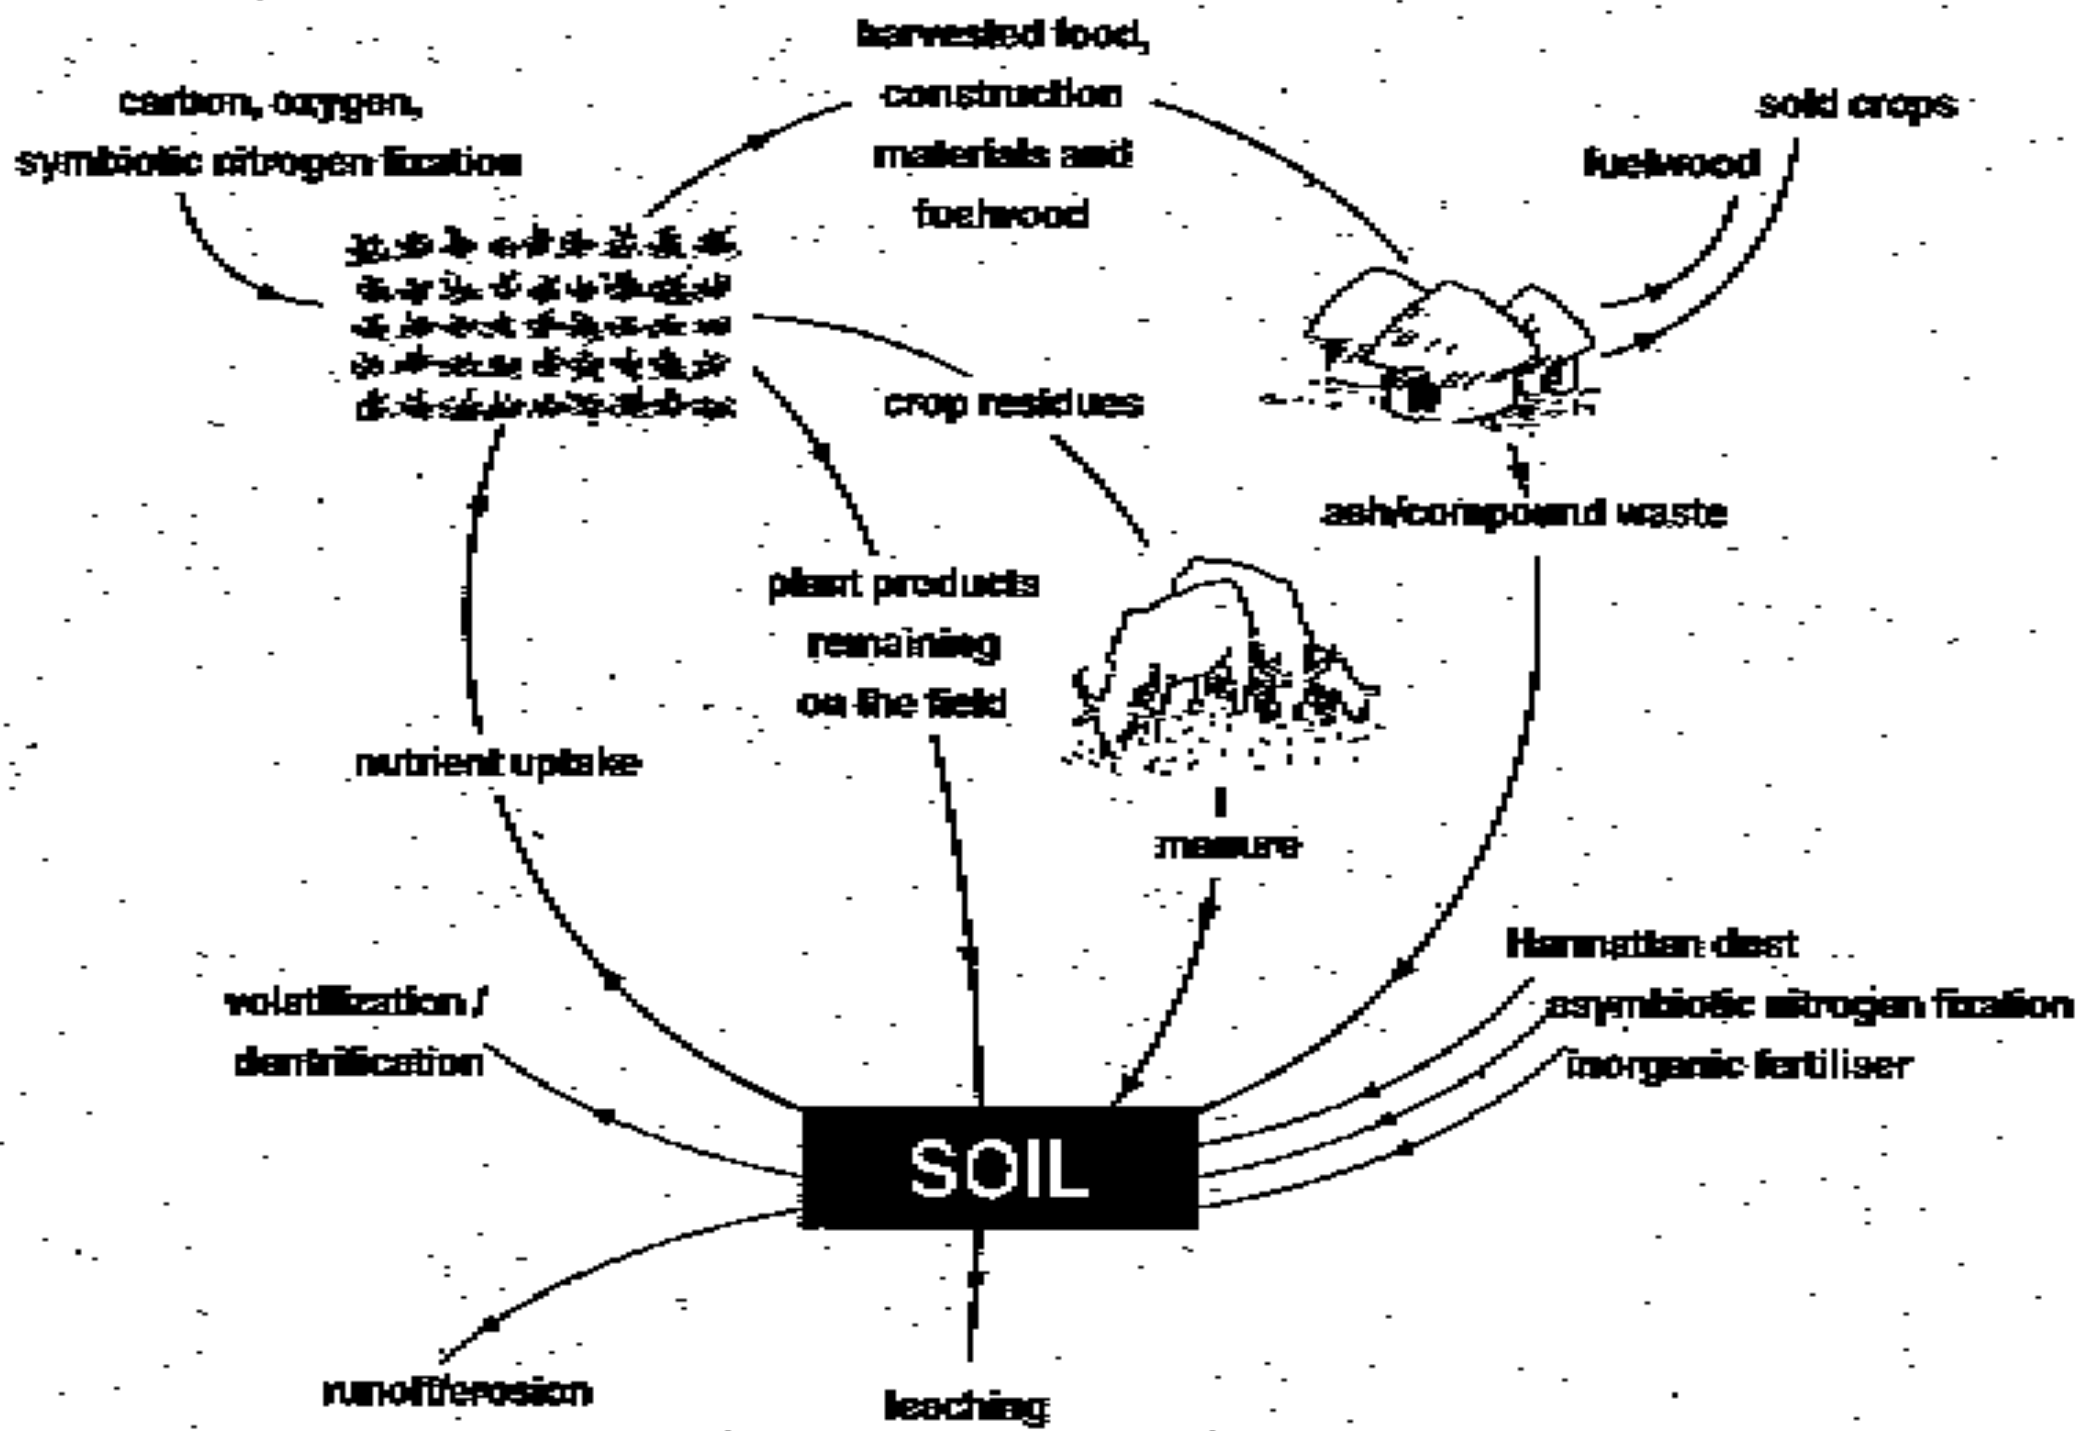 harvested food,
construction
materials and
fuelwood
carbon, oxygen,
symbiotic nitrogen fixation
sold crops
fuelwood
crop residues
ash/compound waste
plant products
remaining
on the field
nutrient uptake
manure
Harmattan dust
asymbiotic nitrogen fixation
inorganic fertiliser
volatilization /
dentrification
SOIL
runoff/erosion
leaching